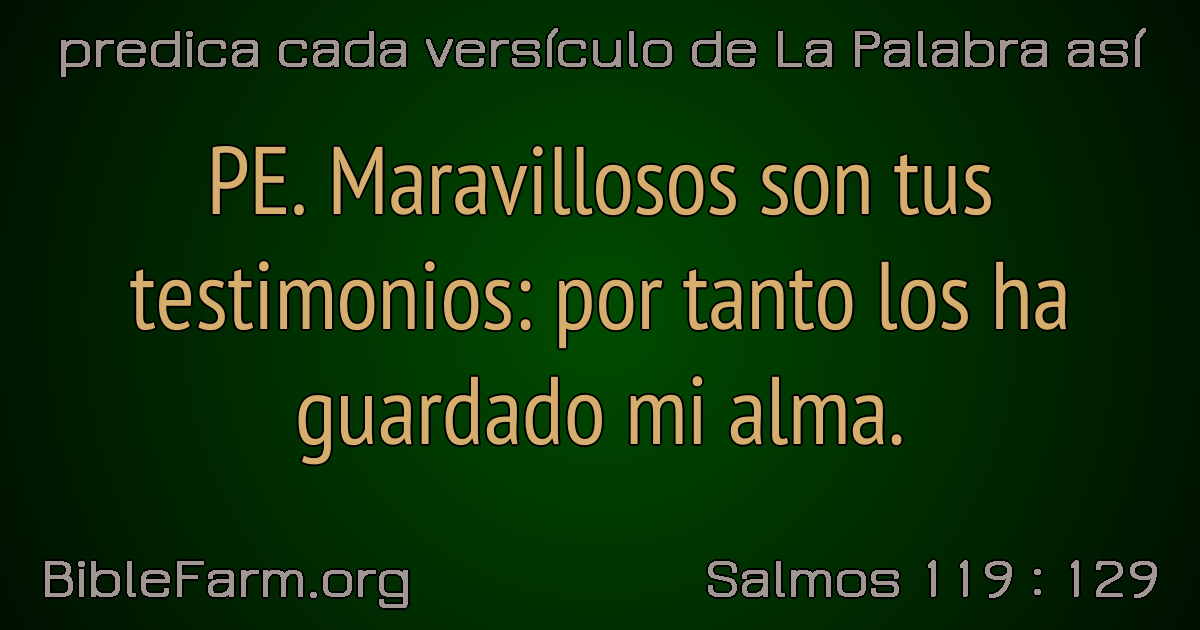 predica cada versículo de La Palabra así
PE. Maravillosos son tus
testimonios: por tanto los ha
guardado mi alma.
BibleFarm.org
Salmos 119 : 129